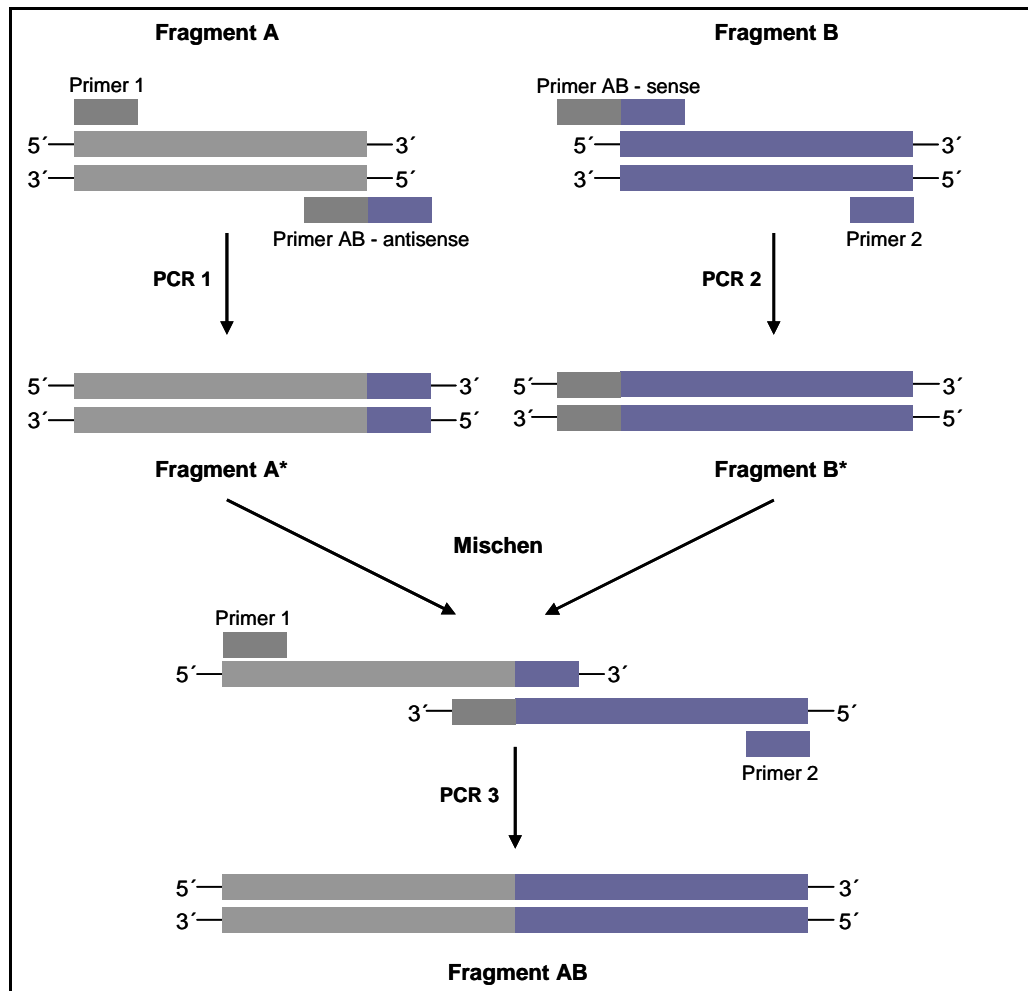 Fragment A
Fragment B
Primer 1
Primer AB - sense
5´ 3´
5´ 3´
3´ 5´
3´ 5´
Primer AB - antisense
Primer 2
PCR 1
PCR 2
5´ 3´
5´ 3´
3´ 5´
3´ 5´
Fragment A*
Fragment B*
Mischen
Primer 1
5´ 3´
3´ 5´
Primer 2
PCR 3
5´ 3´
3´ 5´
Fragment AB